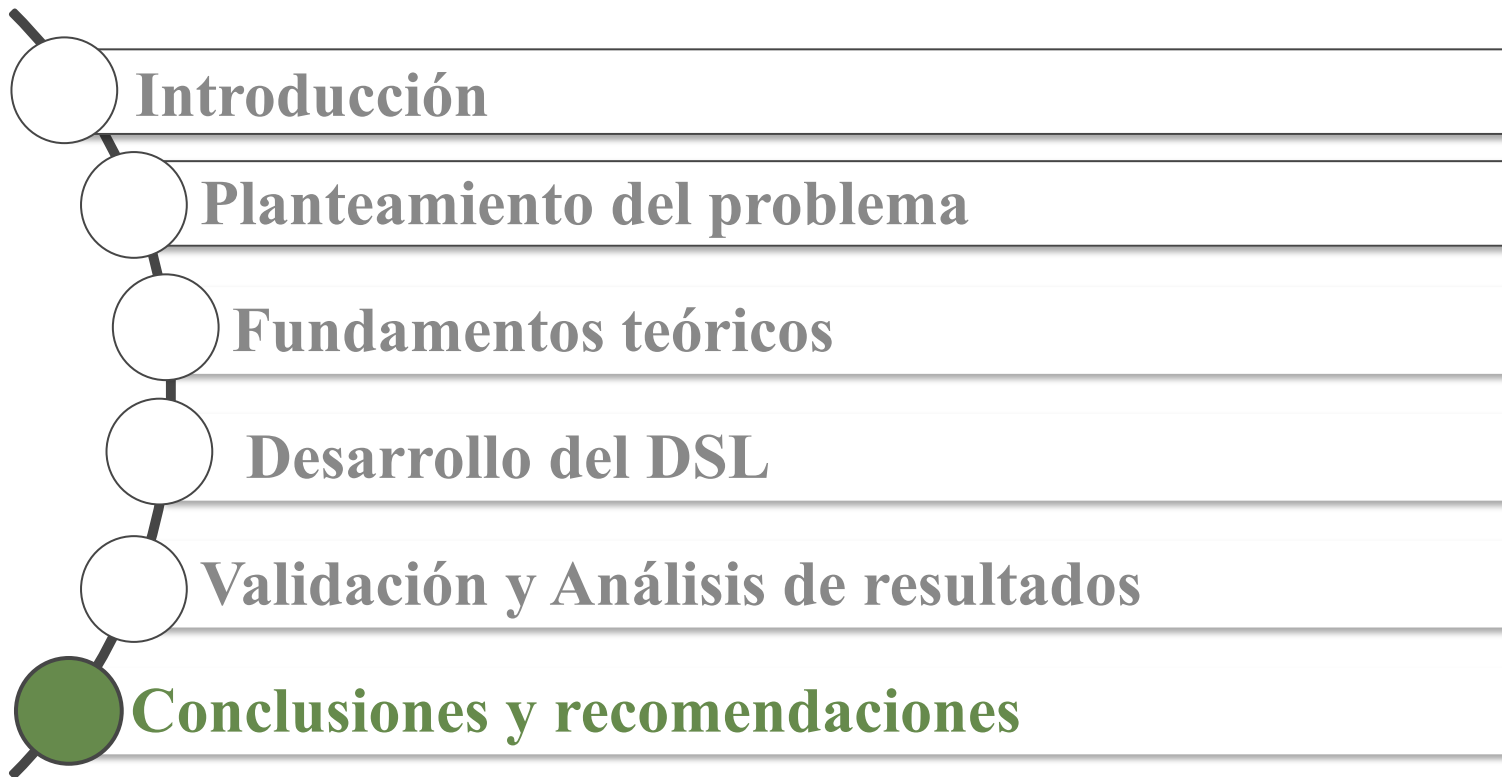 Introducción
Planteamiento del problema
Fundamentos teóricos
Desarrollo del DSL
Validación y Análisis de resultados
Conclusiones y recomendaciones